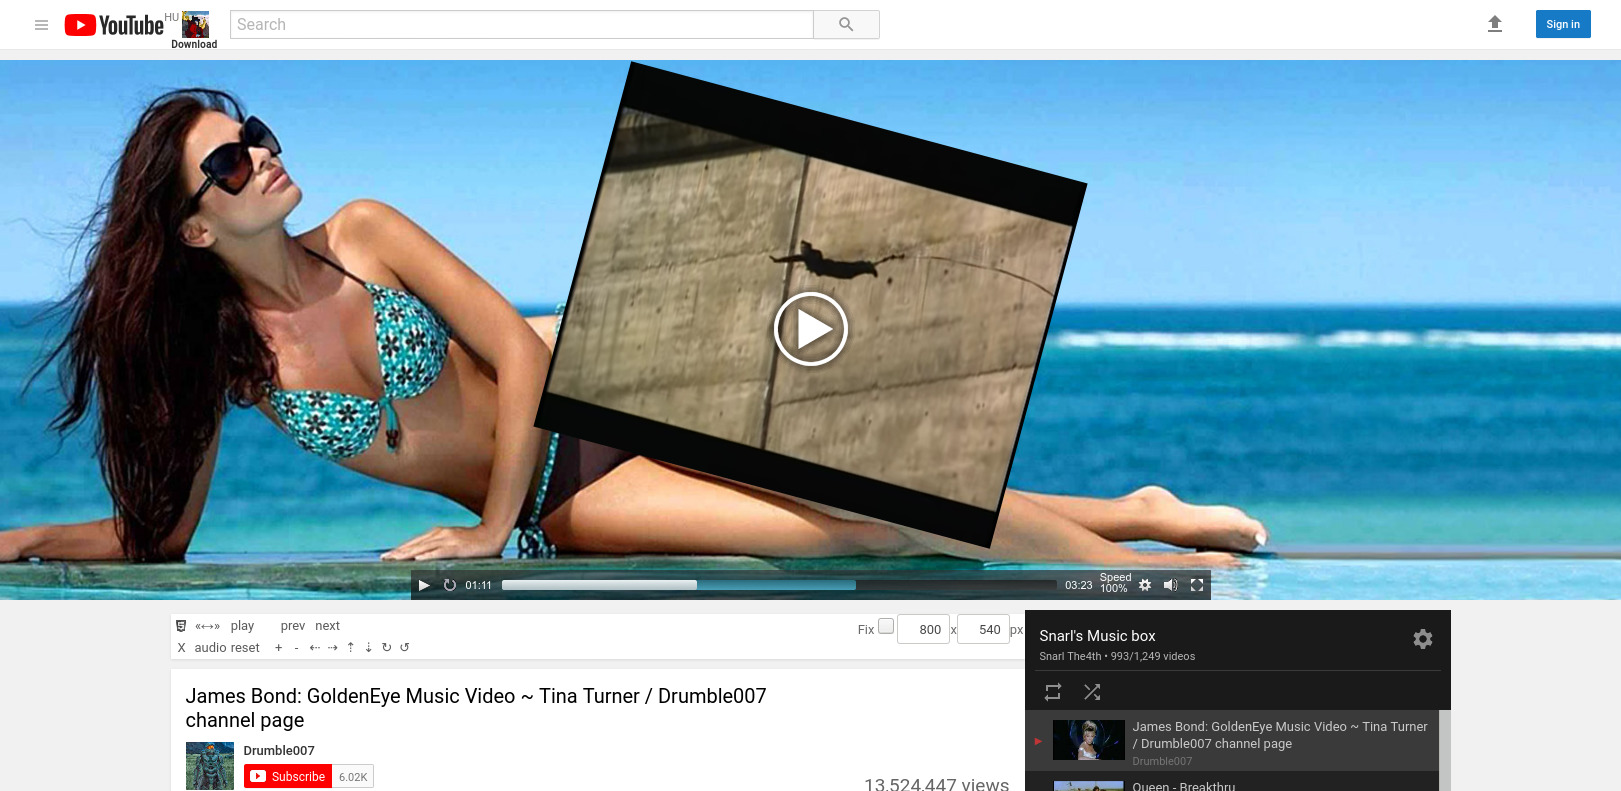 YouTube HU
Search
Download
Sign in
01:11
03:23
Speed
100%
«↔» play prev next
Fix 800 x 540 px
X audio reset + - ⇠ ⇢ ⇡ ⇣ ↻ ↺
Snarl's Music box
Snarl The4th • 993/1,249 videos
James Bond: GoldenEye Music Video ~ Tina Turner / Drumble007
channel page
Drumble007
Subscribe 6.02K
13,524,447 views
James Bond: GoldenEye Music Video ~ Tina Turner
/ Drumble007 channel page
Drumble007
Queen - Breakthru